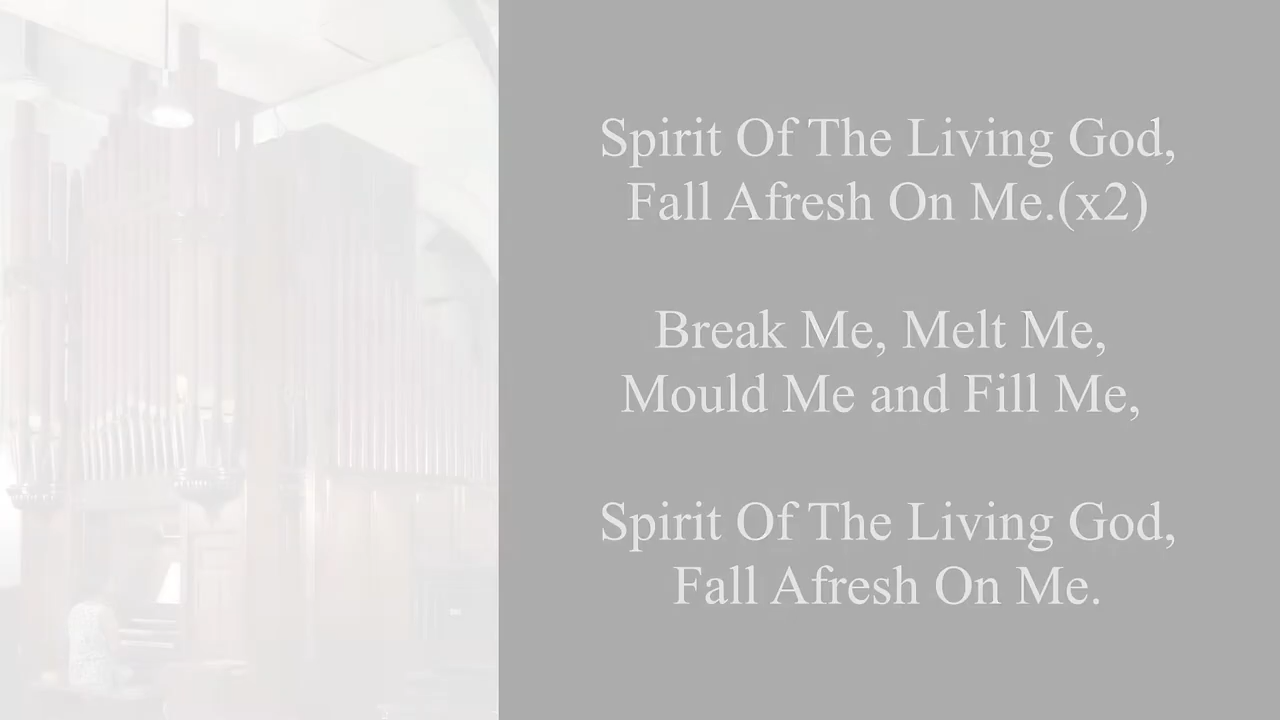 Spirit Of The Living God,
Fall Afresh On Me.(x2)
Break Me, Melt Me,
Mould Me and Fill Me,
Spirit Of The Living God,
Fall Afresh On Me.